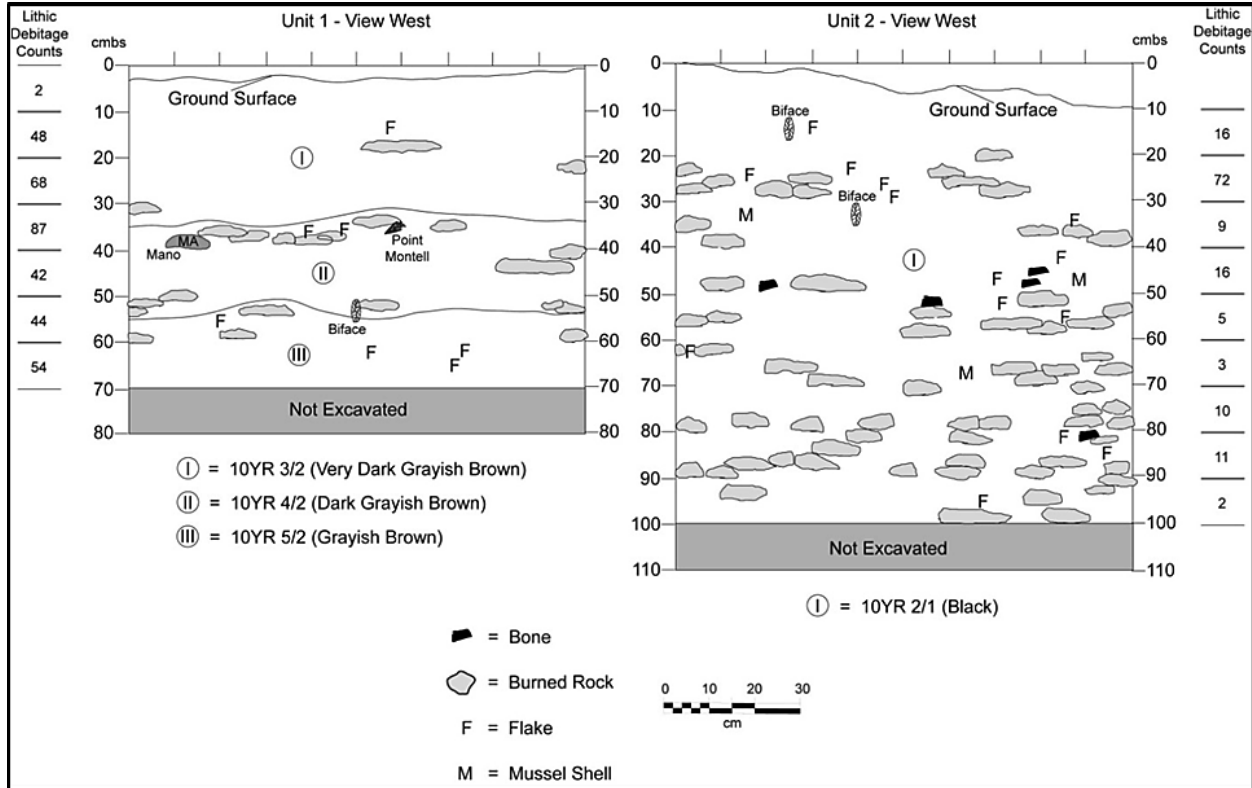 Lithic
Debitage
Counts
Unit 1 - View West
cmbs
0
10
20
30
40
50
60
70
80
2
48
68
87
42
44
54
Ground Surface
F
I
MA
Mano
F
F
Point
Montell
II
Biface
F
III
F
F
F
Not Excavated
0
10
20
30
40
50
60
70
80
I = 10YR 3/2 (Very Dark Grayish Brown)
II = 10YR 4/2 (Dark Grayish Brown)
III = 10YR 5/2 (Grayish Brown)
Unit 2 - View West
cmbs
Lithic
Debitage
Counts
0
10
20
30
40
50
60
70
80
90
100
110
Ground Surface
Biface
F
F
F
F
Biface
F
M
F
I
F
F
M
F
F
F
M
F
F
F
Not Excavated
0
10
20
30
40
50
60
70
80
90
100
110
16
72
9
16
5
3
10
11
2
I = 10YR 2/1 (Black)
= Bone
= Burned Rock
F = Flake
M = Mussel Shell
0 10 20 30
cm